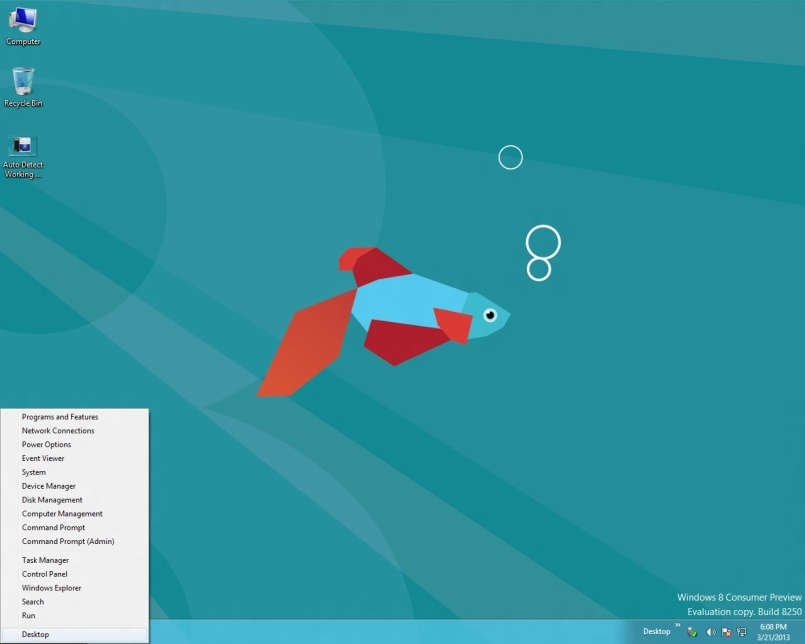 Computer
Recycle Bin
Auto Detect
Working ...
Programs and Features
Network Connections
Power Options
Event Viewer
System
Device Manager
Disk Management
Computer Management
Command Prompt
Command Prompt (Admin)
Task Manager
Control Panel
Windows Explorer
Search
Run
Desktop
Windows 8 Consumer Preview
Evaluation copy. Build 8250
Desktop
6:08 PM
3/21/2013